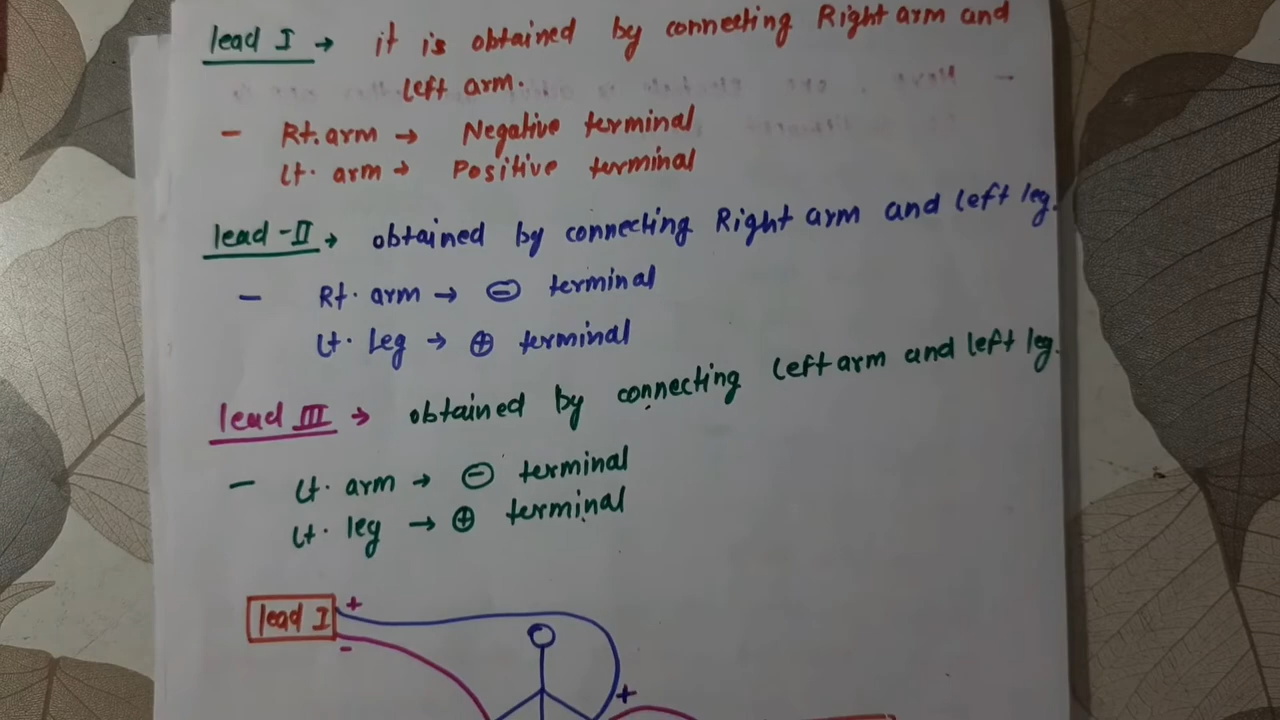 lead I → it is obtained by connecting Right arm and
left arm.
- Rt. arm → Negative terminal
Lt. arm → Positive terminal
lead -II → obtained by connecting Right arm and left leg.
- Rt. arm → ⊖ terminal
Lt. Leg → ⊕ terminal
lead III → obtained by connecting left arm and left leg.
- Lt. arm → ⊖ terminal
Lt. leg → ⊕ terminal
lead I
+
-
+